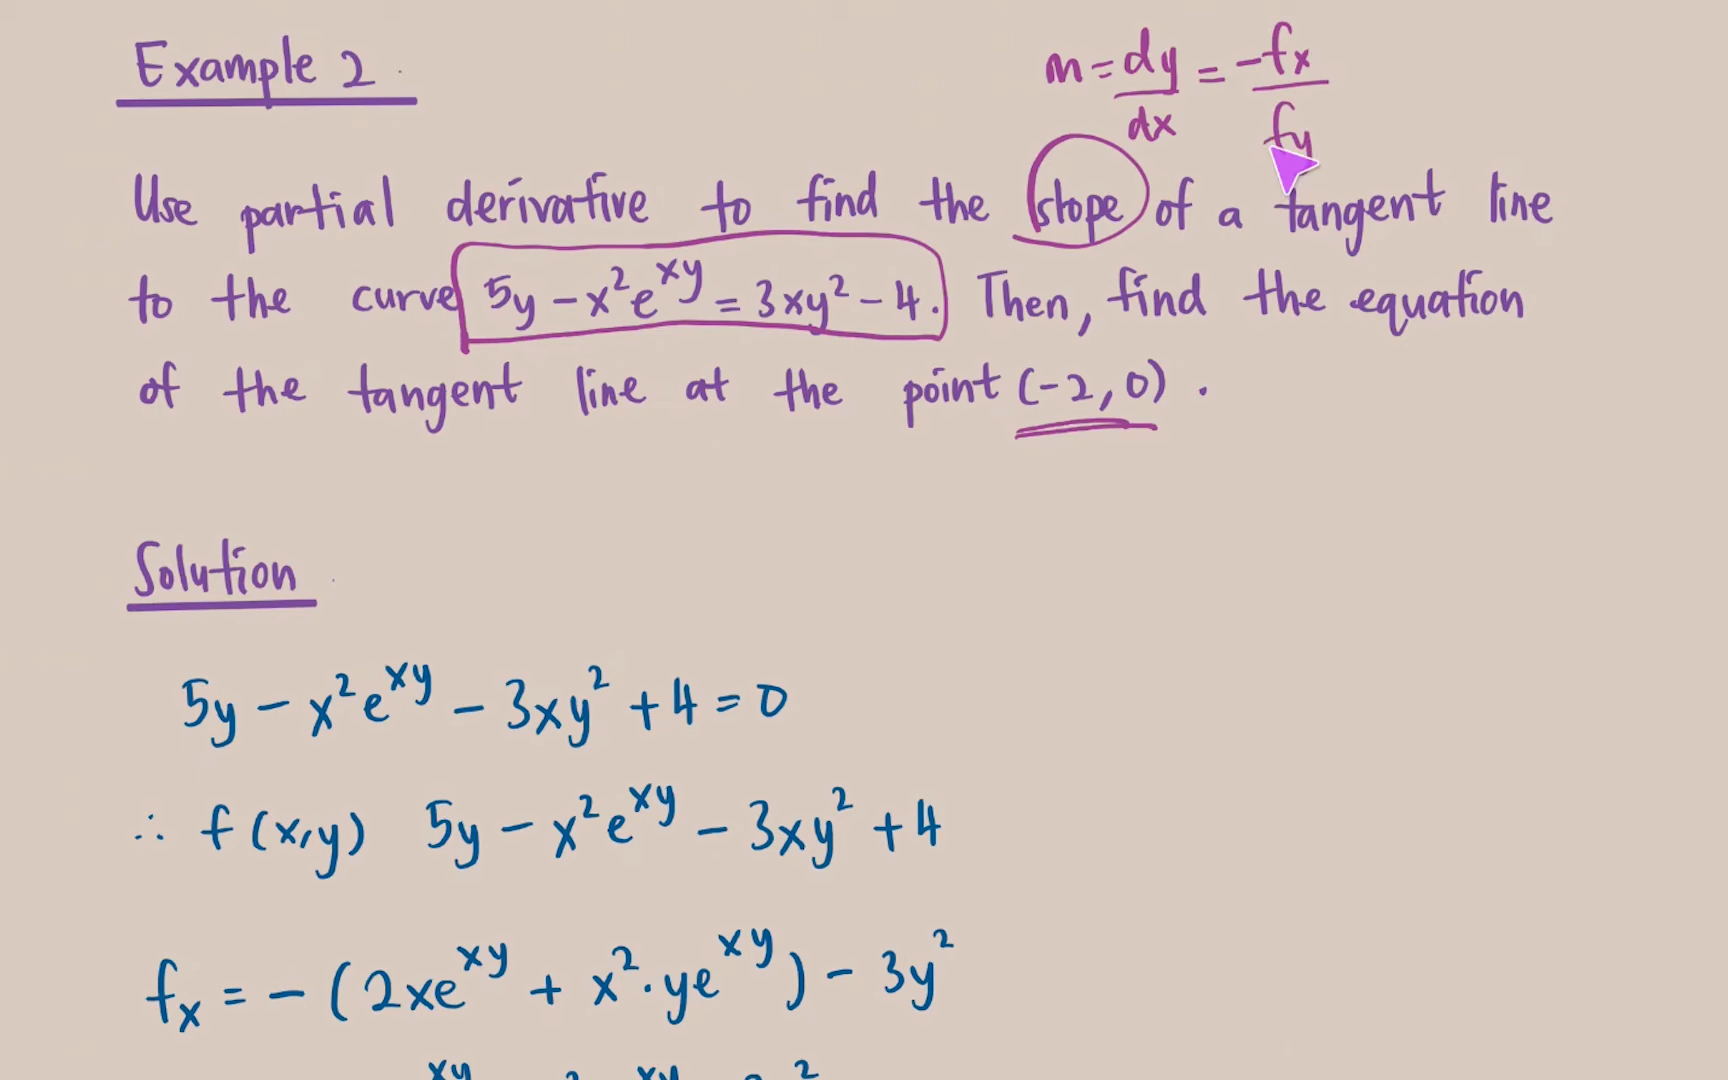 Example 2
m = dy/dx = -fx/fy
Use partial derivative to find the slope of a tangent line
to the curve 5y - x²e^xy = 3xy² - 4. Then, find the equation
of the tangent line at the point (-2, 0).
Solution
5y - x²e^xy - 3xy² + 4 = 0
∴ f(x,y) 5y - x²e^xy - 3xy² + 4
fx = - (2xe^xy + x²·ye^xy) - 3y²